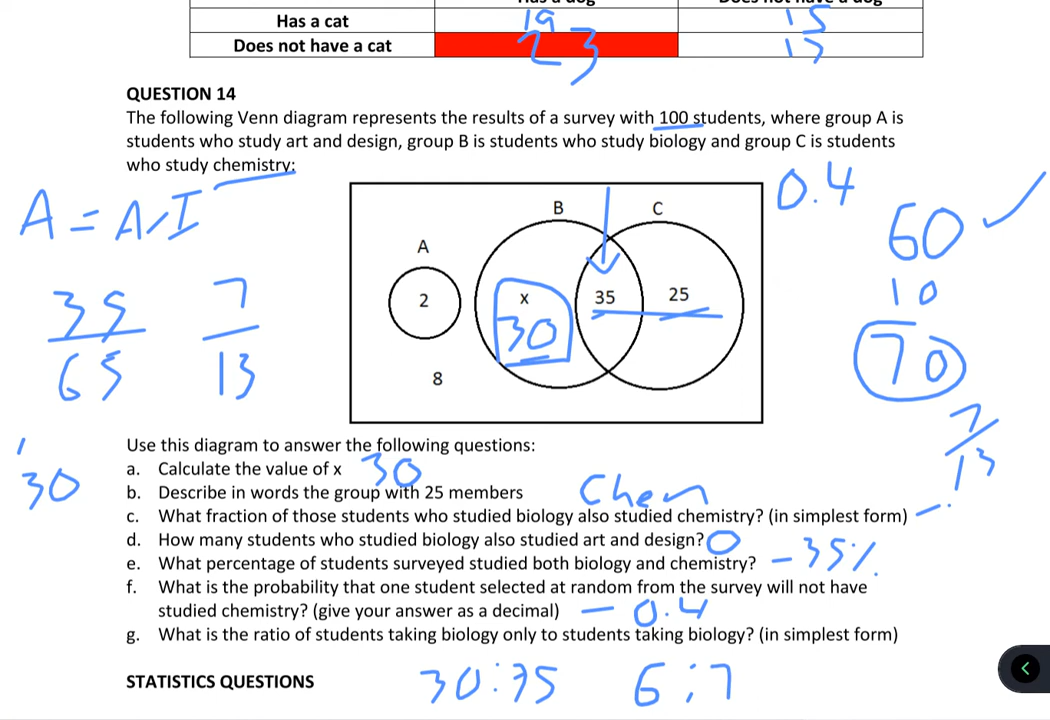 Has a cat 19 15
Does not have a cat 23 13
QUESTION 14
The following Venn diagram represents the results of a survey with 100 students, where group A is
students who study art and design, group B is students who study biology and group C is students
who study chemistry:
A = A/I
0.4
60
10
70
7/13
35/65
7/13
B
C
A
2
x
30
35
25
8
30
Use this diagram to answer the following questions:
a. Calculate the value of x 30
b. Describe in words the group with 25 members Chem
c. What fraction of those students who studied biology also studied chemistry? (in simplest form) -
d. How many students who studied biology also studied art and design? 0
e. What percentage of students surveyed studied both biology and chemistry? - 35%
f. What is the probability that one student selected at random from the survey will not have
studied chemistry? (give your answer as a decimal) - 0.4
g. What is the ratio of students taking biology only to students taking biology? (in simplest form)
STATISTICS QUESTIONS 30:35 6:7